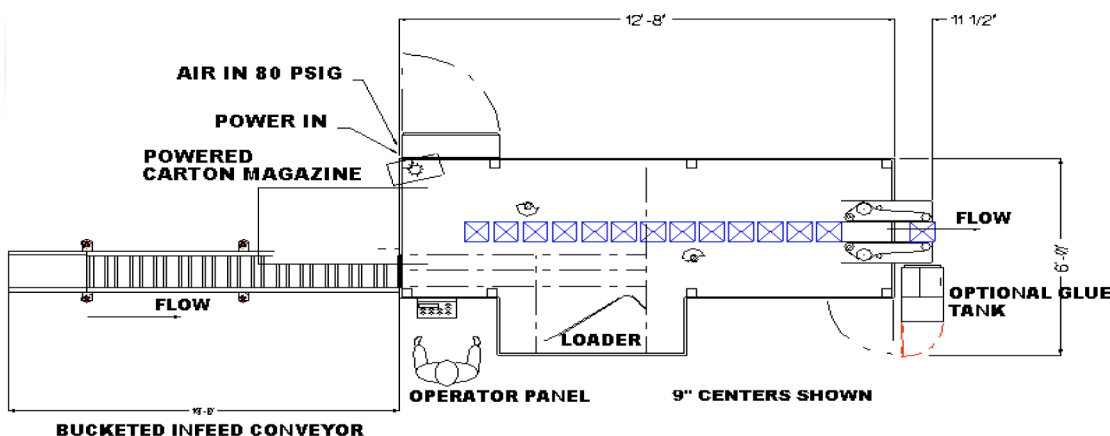 12'-8"
11 1/2"
AIR IN 80 PSIG
POWER IN
POWERED
CARTON MAGAZINE
FLOW
6'-0"
FLOW
OPTIONAL GLUE
TANK
LOADER
OPERATOR PANEL
9" CENTERS SHOWN
BUCKETED INFEED CONVEYOR